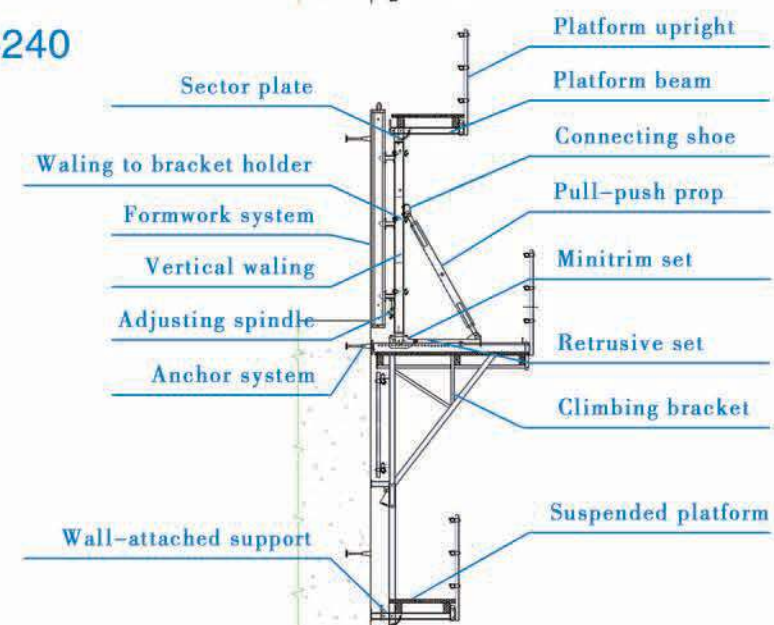 240
Platform upright
Sector plate
Platform beam
Connecting shoe
Waling to bracket holder
Pull-push prop
Formwork system
Vertical waling
Minitrim set
Adjusting spindle
Retrusive set
Anchor system
Climbing bracket
Suspended platform
Wall-attached support